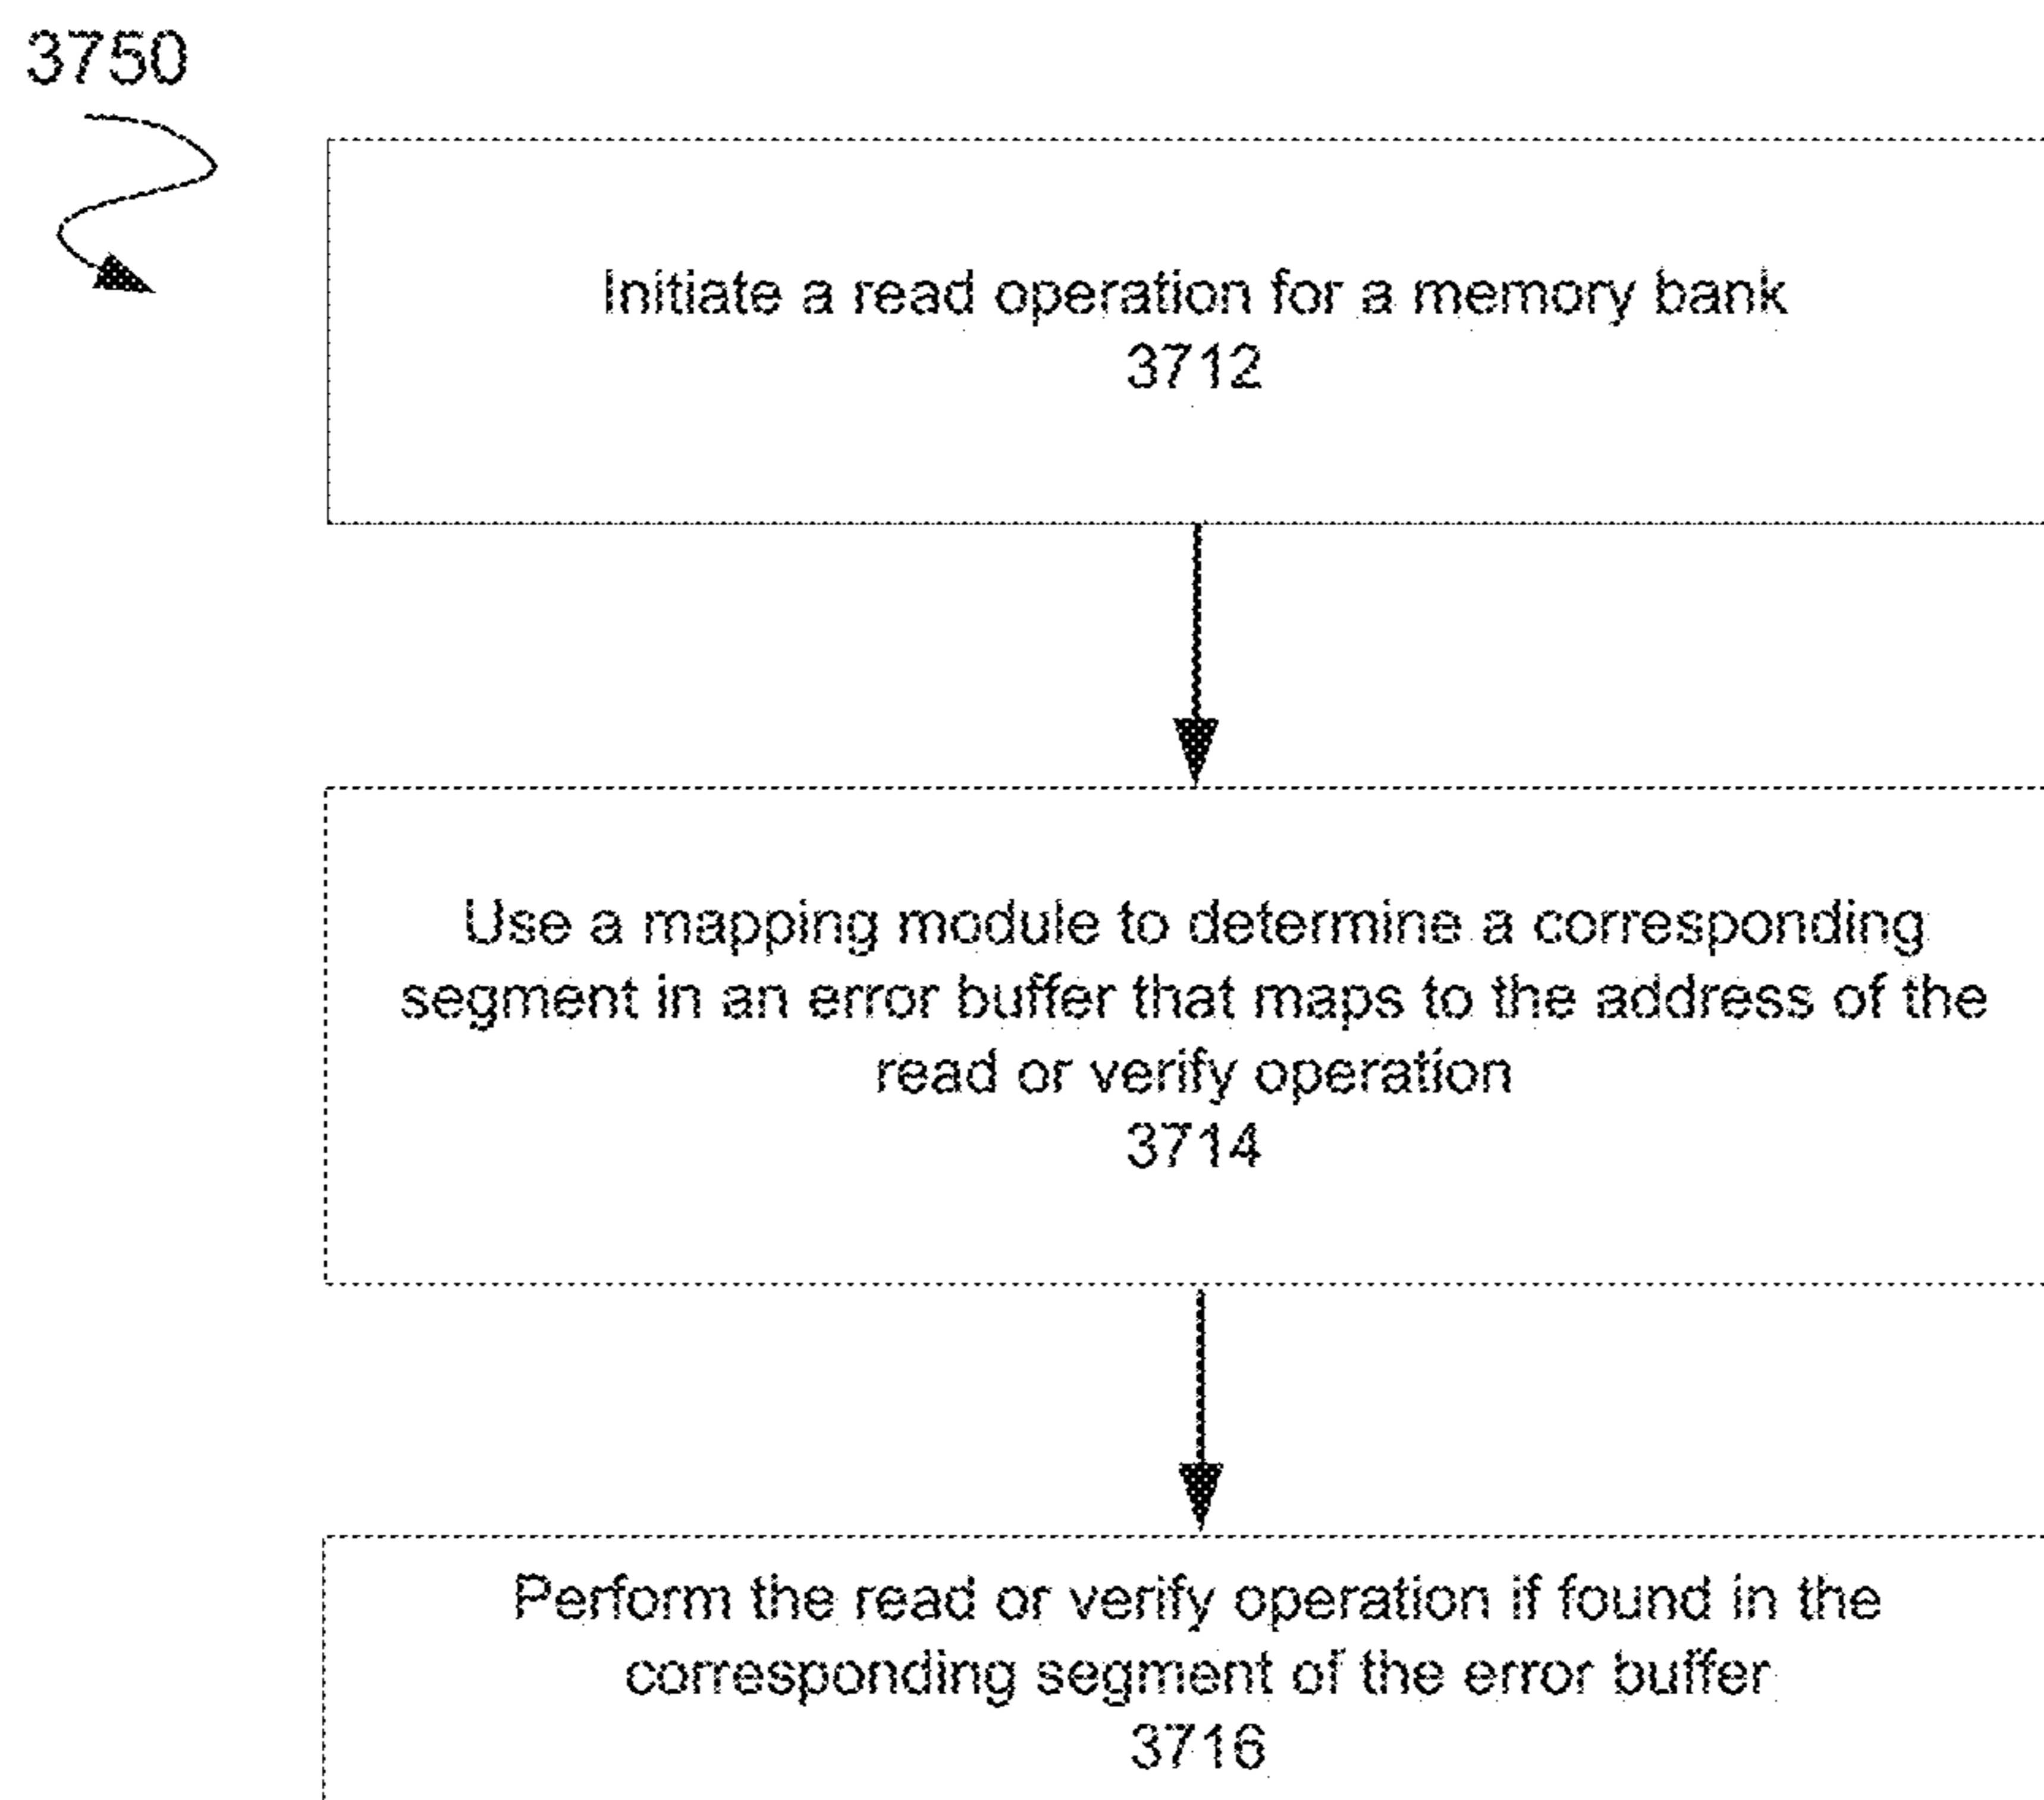 3750
Initiate a read operation for a memory bank
3712
Use a mapping module to determine a corresponding
segment in an error buffer that maps to the address of the
read or verify operation
3714
Perform the read or verify operation if found in the
corresponding segment of the error buffer
3716